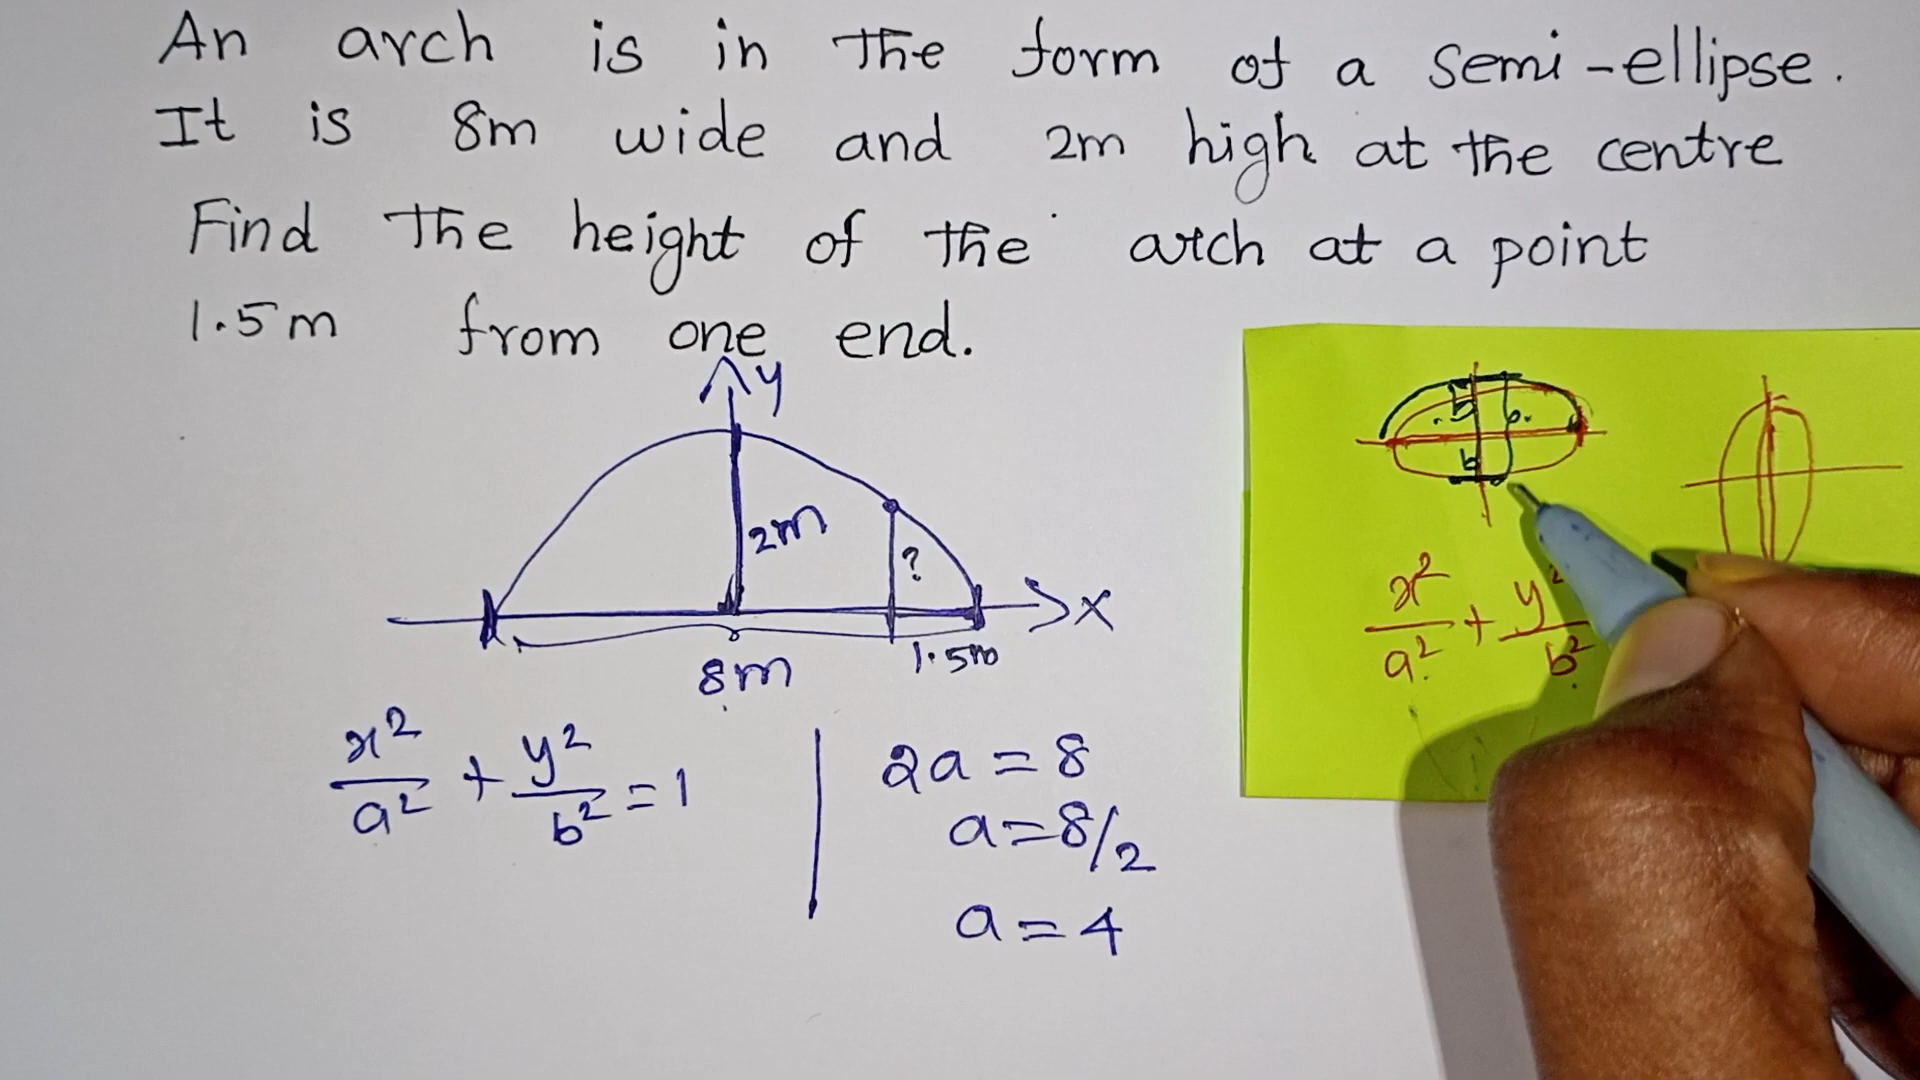 An arch is in the form of a semi-ellipse.
It is 8m wide and 2m high at the centre
Find the height of the arch at a point
1.5m from one end.
y
2m
?
x
8m
1.5m
x²/a² + y²/b² = 1
2a = 8
a = 8/2
a = 4
b
b
b.
x²/a² + y²/b²